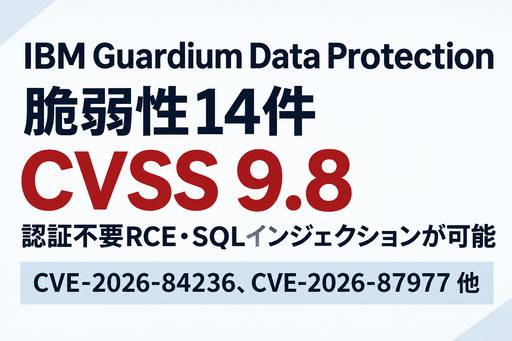 IBM Guardium Data Protection
脆弱性14件
CVSS 9.8
認証不要RCE・SQLインジェクションが可能
CVE-2026-84236、CVE-2026-87977 他